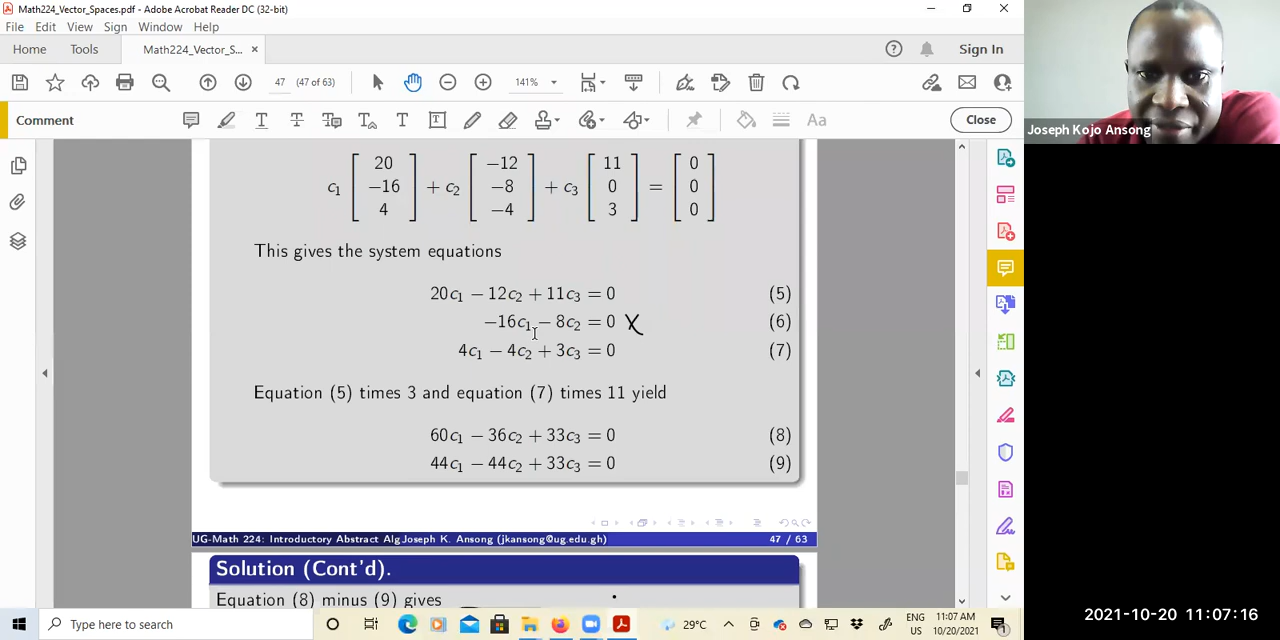 Math224_Vector_Spaces.pdf - Adobe Acrobat Reader DC (32-bit)
File Edit View Sign Window Help
Home Tools Math224_Vector_S... × Sign In
47 (47 of 63) 141%
Comment Close
Joseph Kojo Ansong
c₁ [20 −16 4] + c₂ [−12 −8 −4] + c₃ [11 0 3] = [0 0 0]
This gives the system equations
20c₁ − 12c₂ + 11c₃ = 0 (5)
−16c₁ − 8c₂ = 0 X (6)
4c₁ − 4c₂ + 3c₃ = 0 (7)
Equation (5) times 3 and equation (7) times 11 yield
60c₁ − 36c₂ + 33c₃ = 0 (8)
44c₁ − 44c₂ + 33c₃ = 0 (9)
UG-Math 224: Introductory Abstract AlgJoseph K. Ansong (jkansong@ug.edu.gh) 47 / 63
Solution (Cont'd).
Equation (8) minus (9) gives
Type here to search
29°C
ENG
US
11:07 AM
10/20/2021
2021-10-20 11:07:16